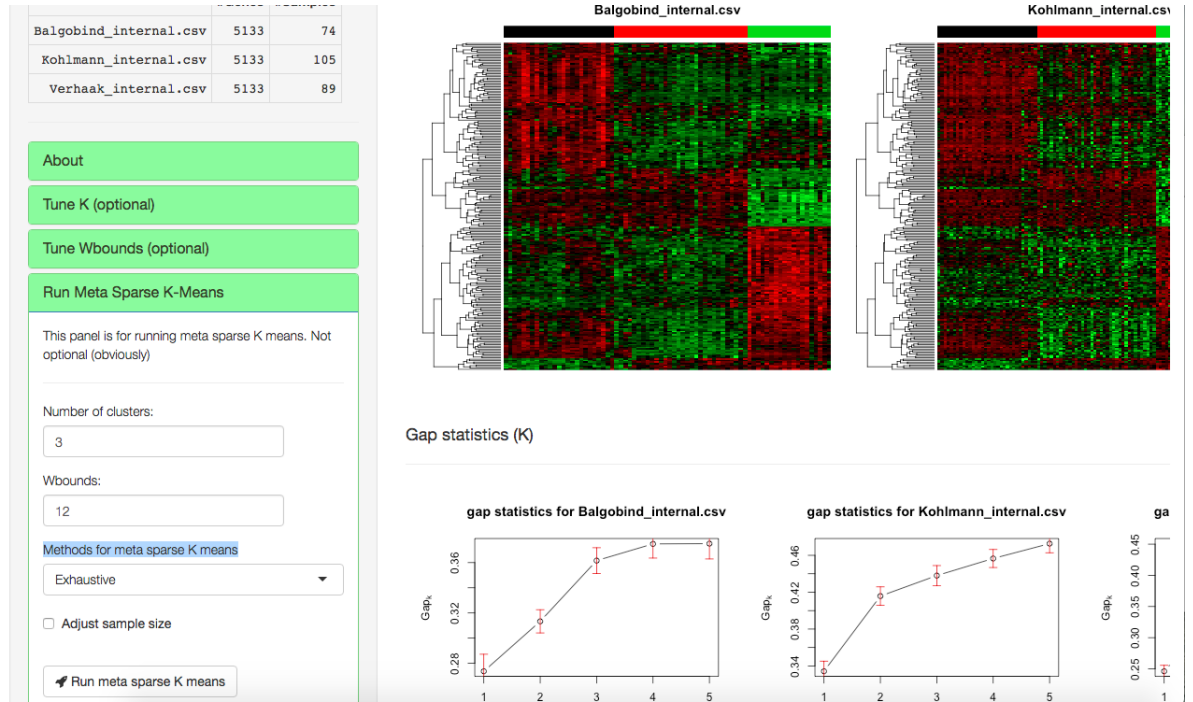 Balgobind_internal.csv 5133 74
Kohlmann_internal.csv 5133 105
Verhaak_internal.csv 5133 89
About
Tune K (optional)
Tune Wbounds (optional)
Run Meta Sparse K-Means
This panel is for running meta sparse K means. Not
optional (obviously)
Number of clusters:
3
Wbounds:
12
Methods for meta sparse K means
Exhaustive
Adjust sample size
Run meta sparse K means
Balgobind_internal.csv
Kohlmann_internal.csv
Gap statistics (K)
gap statistics for Balgobind_internal.csv
Gapk
0.36
0.32
0.28
1 2 3 4 5
gap statistics for Kohlmann_internal.csv
Gapk
0.46
0.42
0.38
0.34
1 2 3 4 5
ga
Gapk
0.45
0.40
0.35
0.30
0.25
1